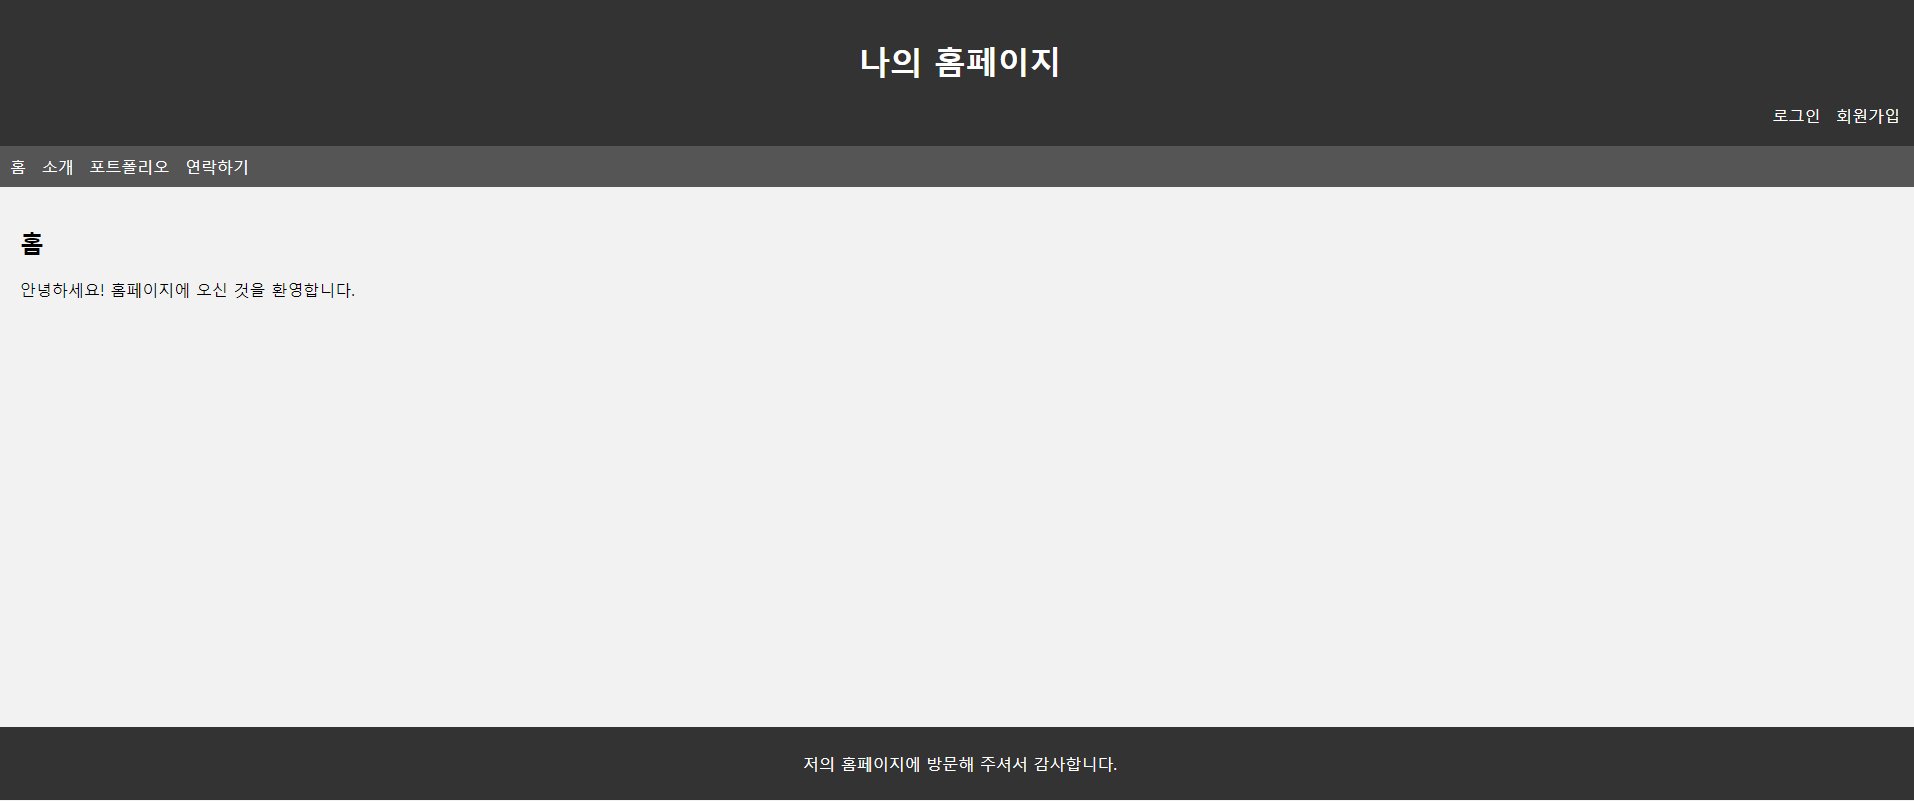 나의 홈페이지
로그인 회원가입
홈 소개 포트폴리오 연락하기
홈
안녕하세요! 홈페이지에 오신 것을 환영합니다.
저의 홈페이지에 방문해 주셔서 감사합니다.